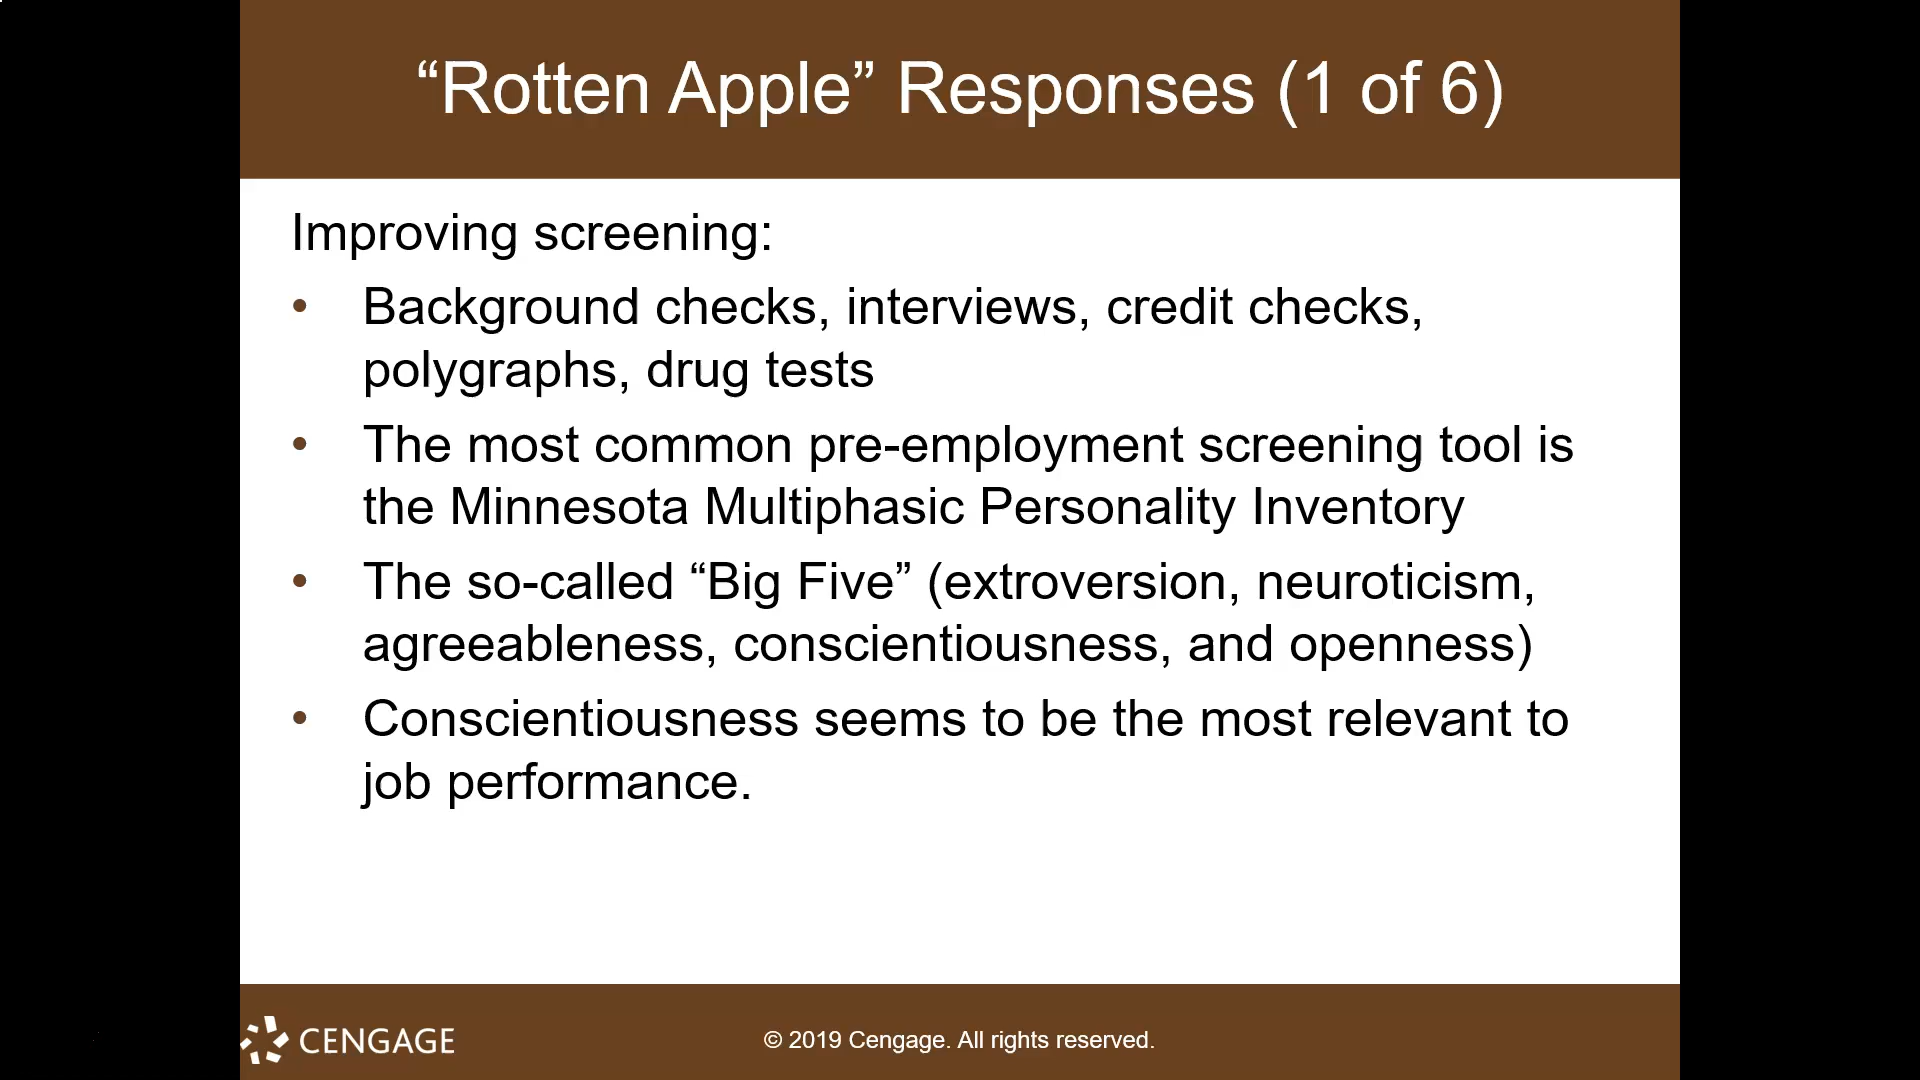 “Rotten Apple” Responses (1 of 6)
Improving screening:
• Background checks, interviews, credit checks,
polygraphs, drug tests
• The most common pre-employment screening tool is
the Minnesota Multiphasic Personality Inventory
• The so-called “Big Five” (extroversion, neuroticism,
agreeableness, conscientiousness, and openness)
• Conscientiousness seems to be the most relevant to
job performance.
CENGAGE
© 2019 Cengage. All rights reserved.